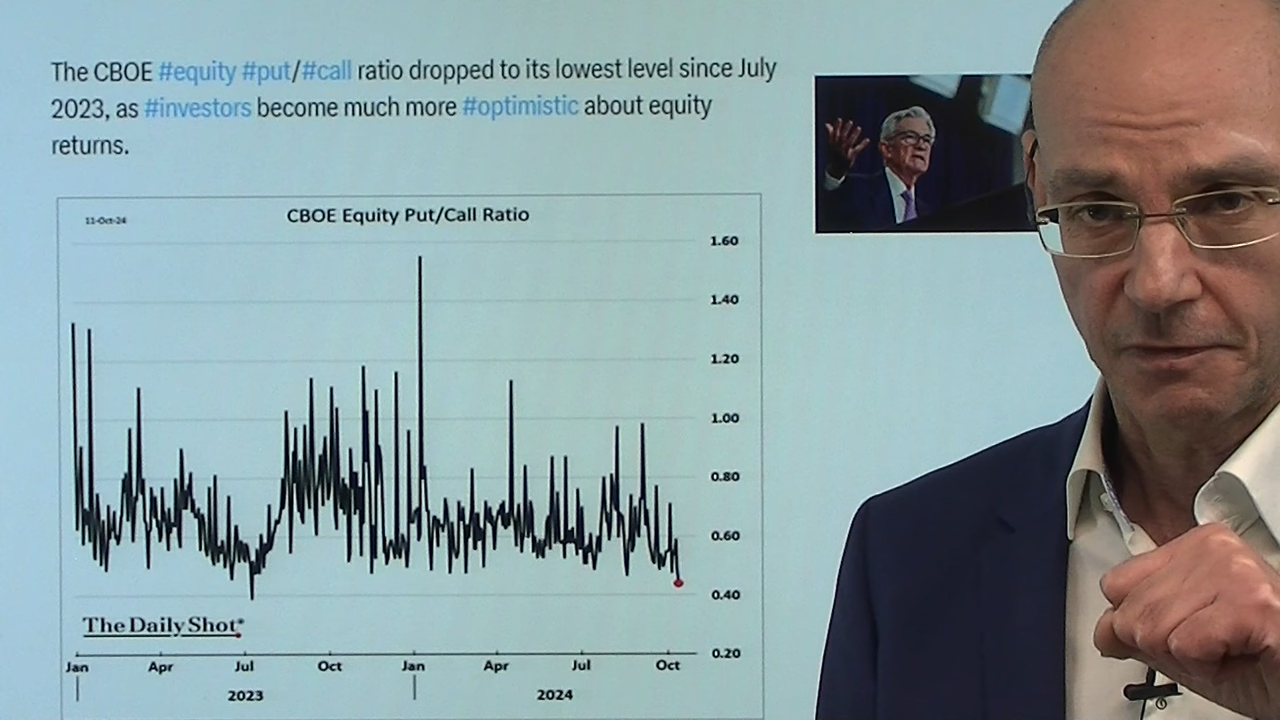 The CBOE #equity #put/#call ratio dropped to its lowest level since July
2023, as #investors become much more #optimistic about equity
returns.
11-Oct-24
CBOE Equity Put/Call Ratio
1.60
1.40
1.20
1.00
0.80
0.60
0.40
The Daily Shot
0.20
Jan Apr Jul Oct Jan Apr Jul Oct
2023 2024